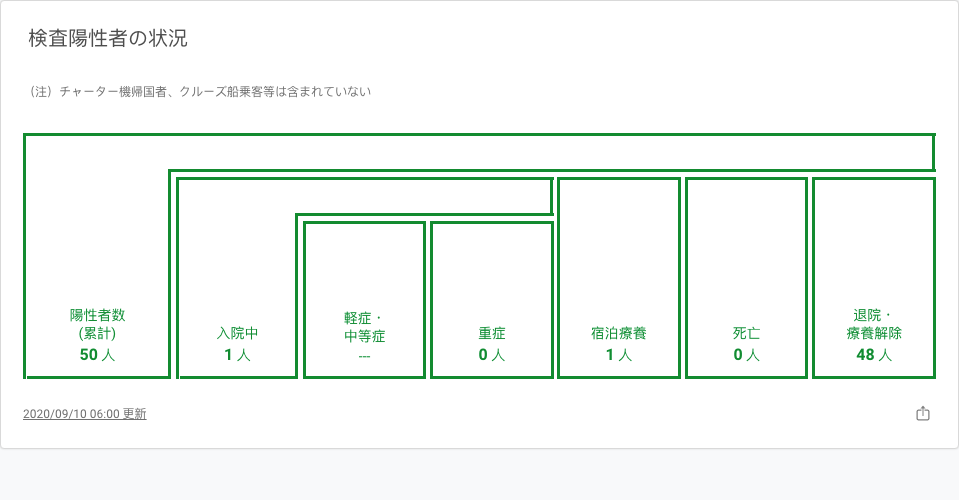 検査陽性者の状況
（注）チャーター機帰国者、クルーズ船乗客等は含まれていない
陽性者数
(累計)
50 人
入院中
1 人
軽症・
中等症
---
重症
0 人
宿泊療養
1 人
死亡
0 人
退院・
療養解除
48 人
2020/09/10 06:00 更新